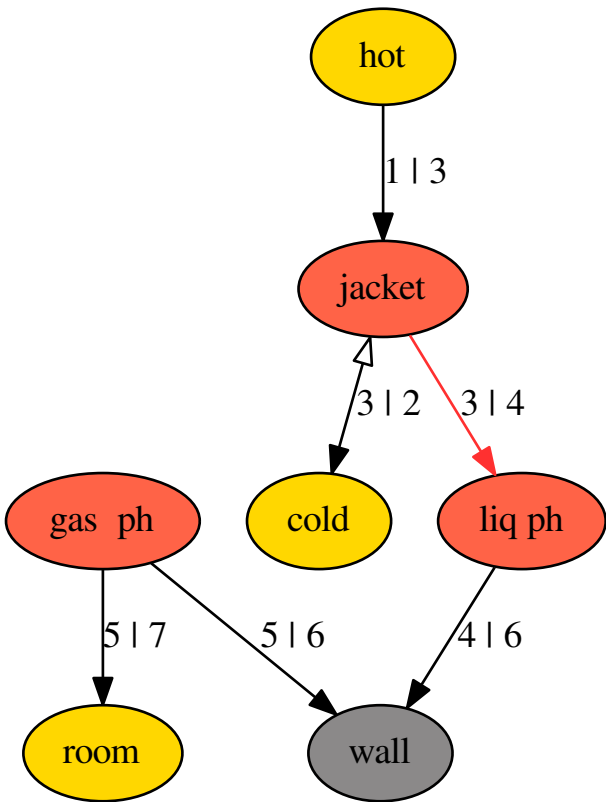 hot
1 | 3
jacket
3 | 2
3 | 4
gas ph
cold
liq ph
5 | 7
5 | 6
4 | 6
room
wall